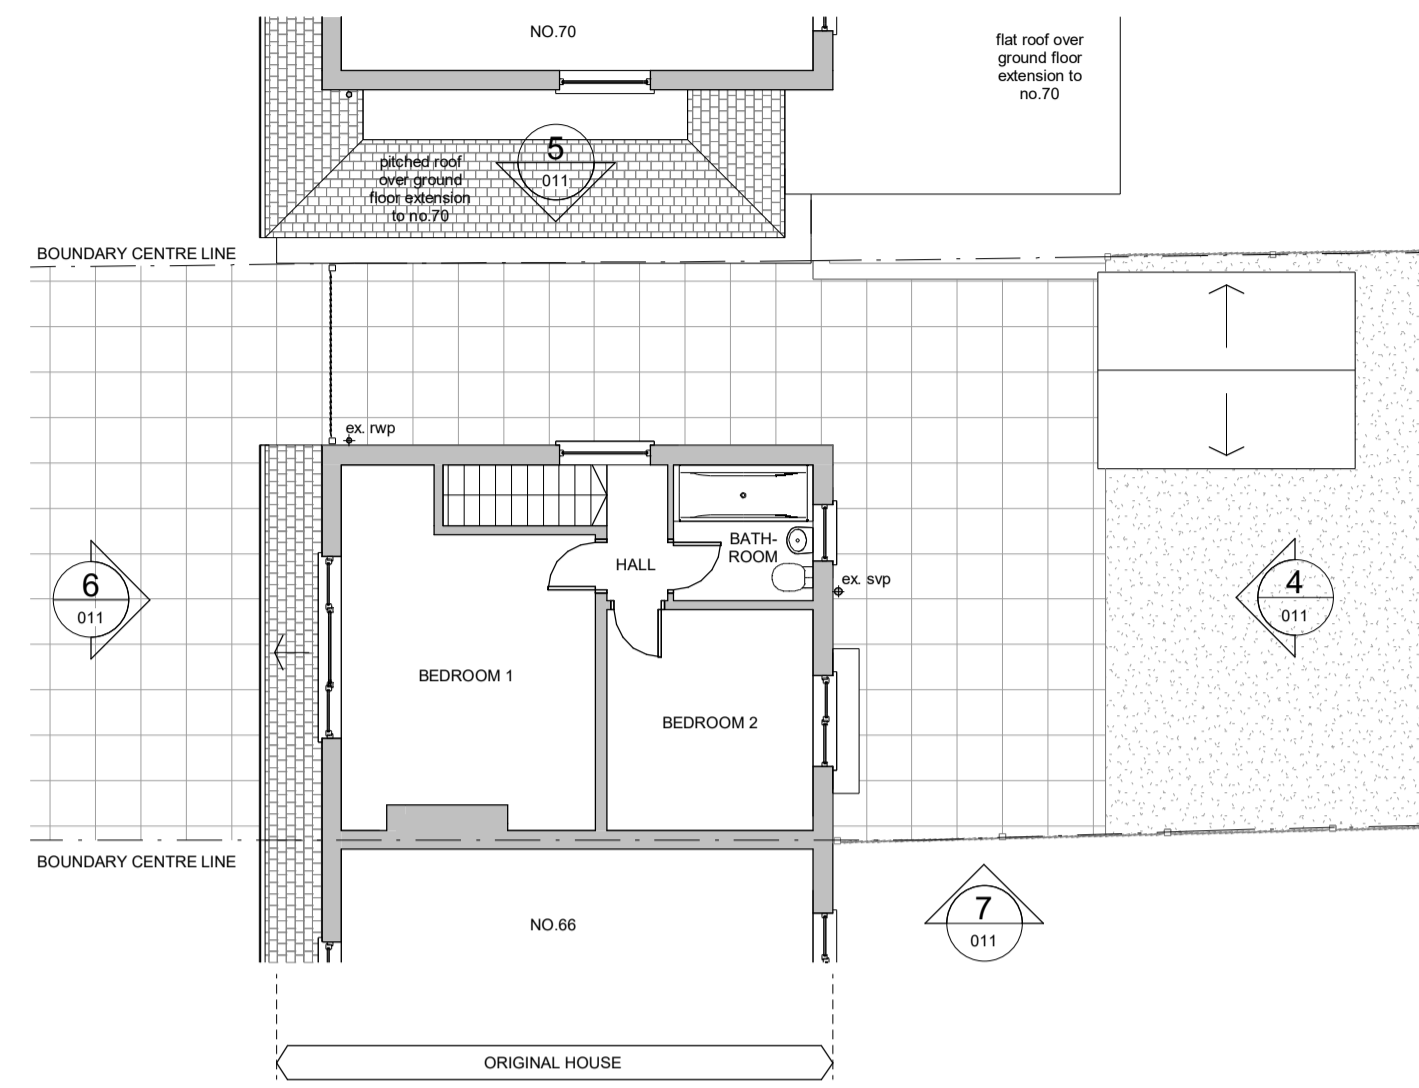 NO.70
flat roof over
ground floor
extension to
no.70
5
011
pitched roof
over ground
floor extension
to no.70
BOUNDARY CENTRE LINE
ex. rwp
BATH-
ROOM
HALL
ex. svp
6
011
4
011
BEDROOM 1
BEDROOM 2
BOUNDARY CENTRE LINE
7
011
NO.66
ORIGINAL HOUSE